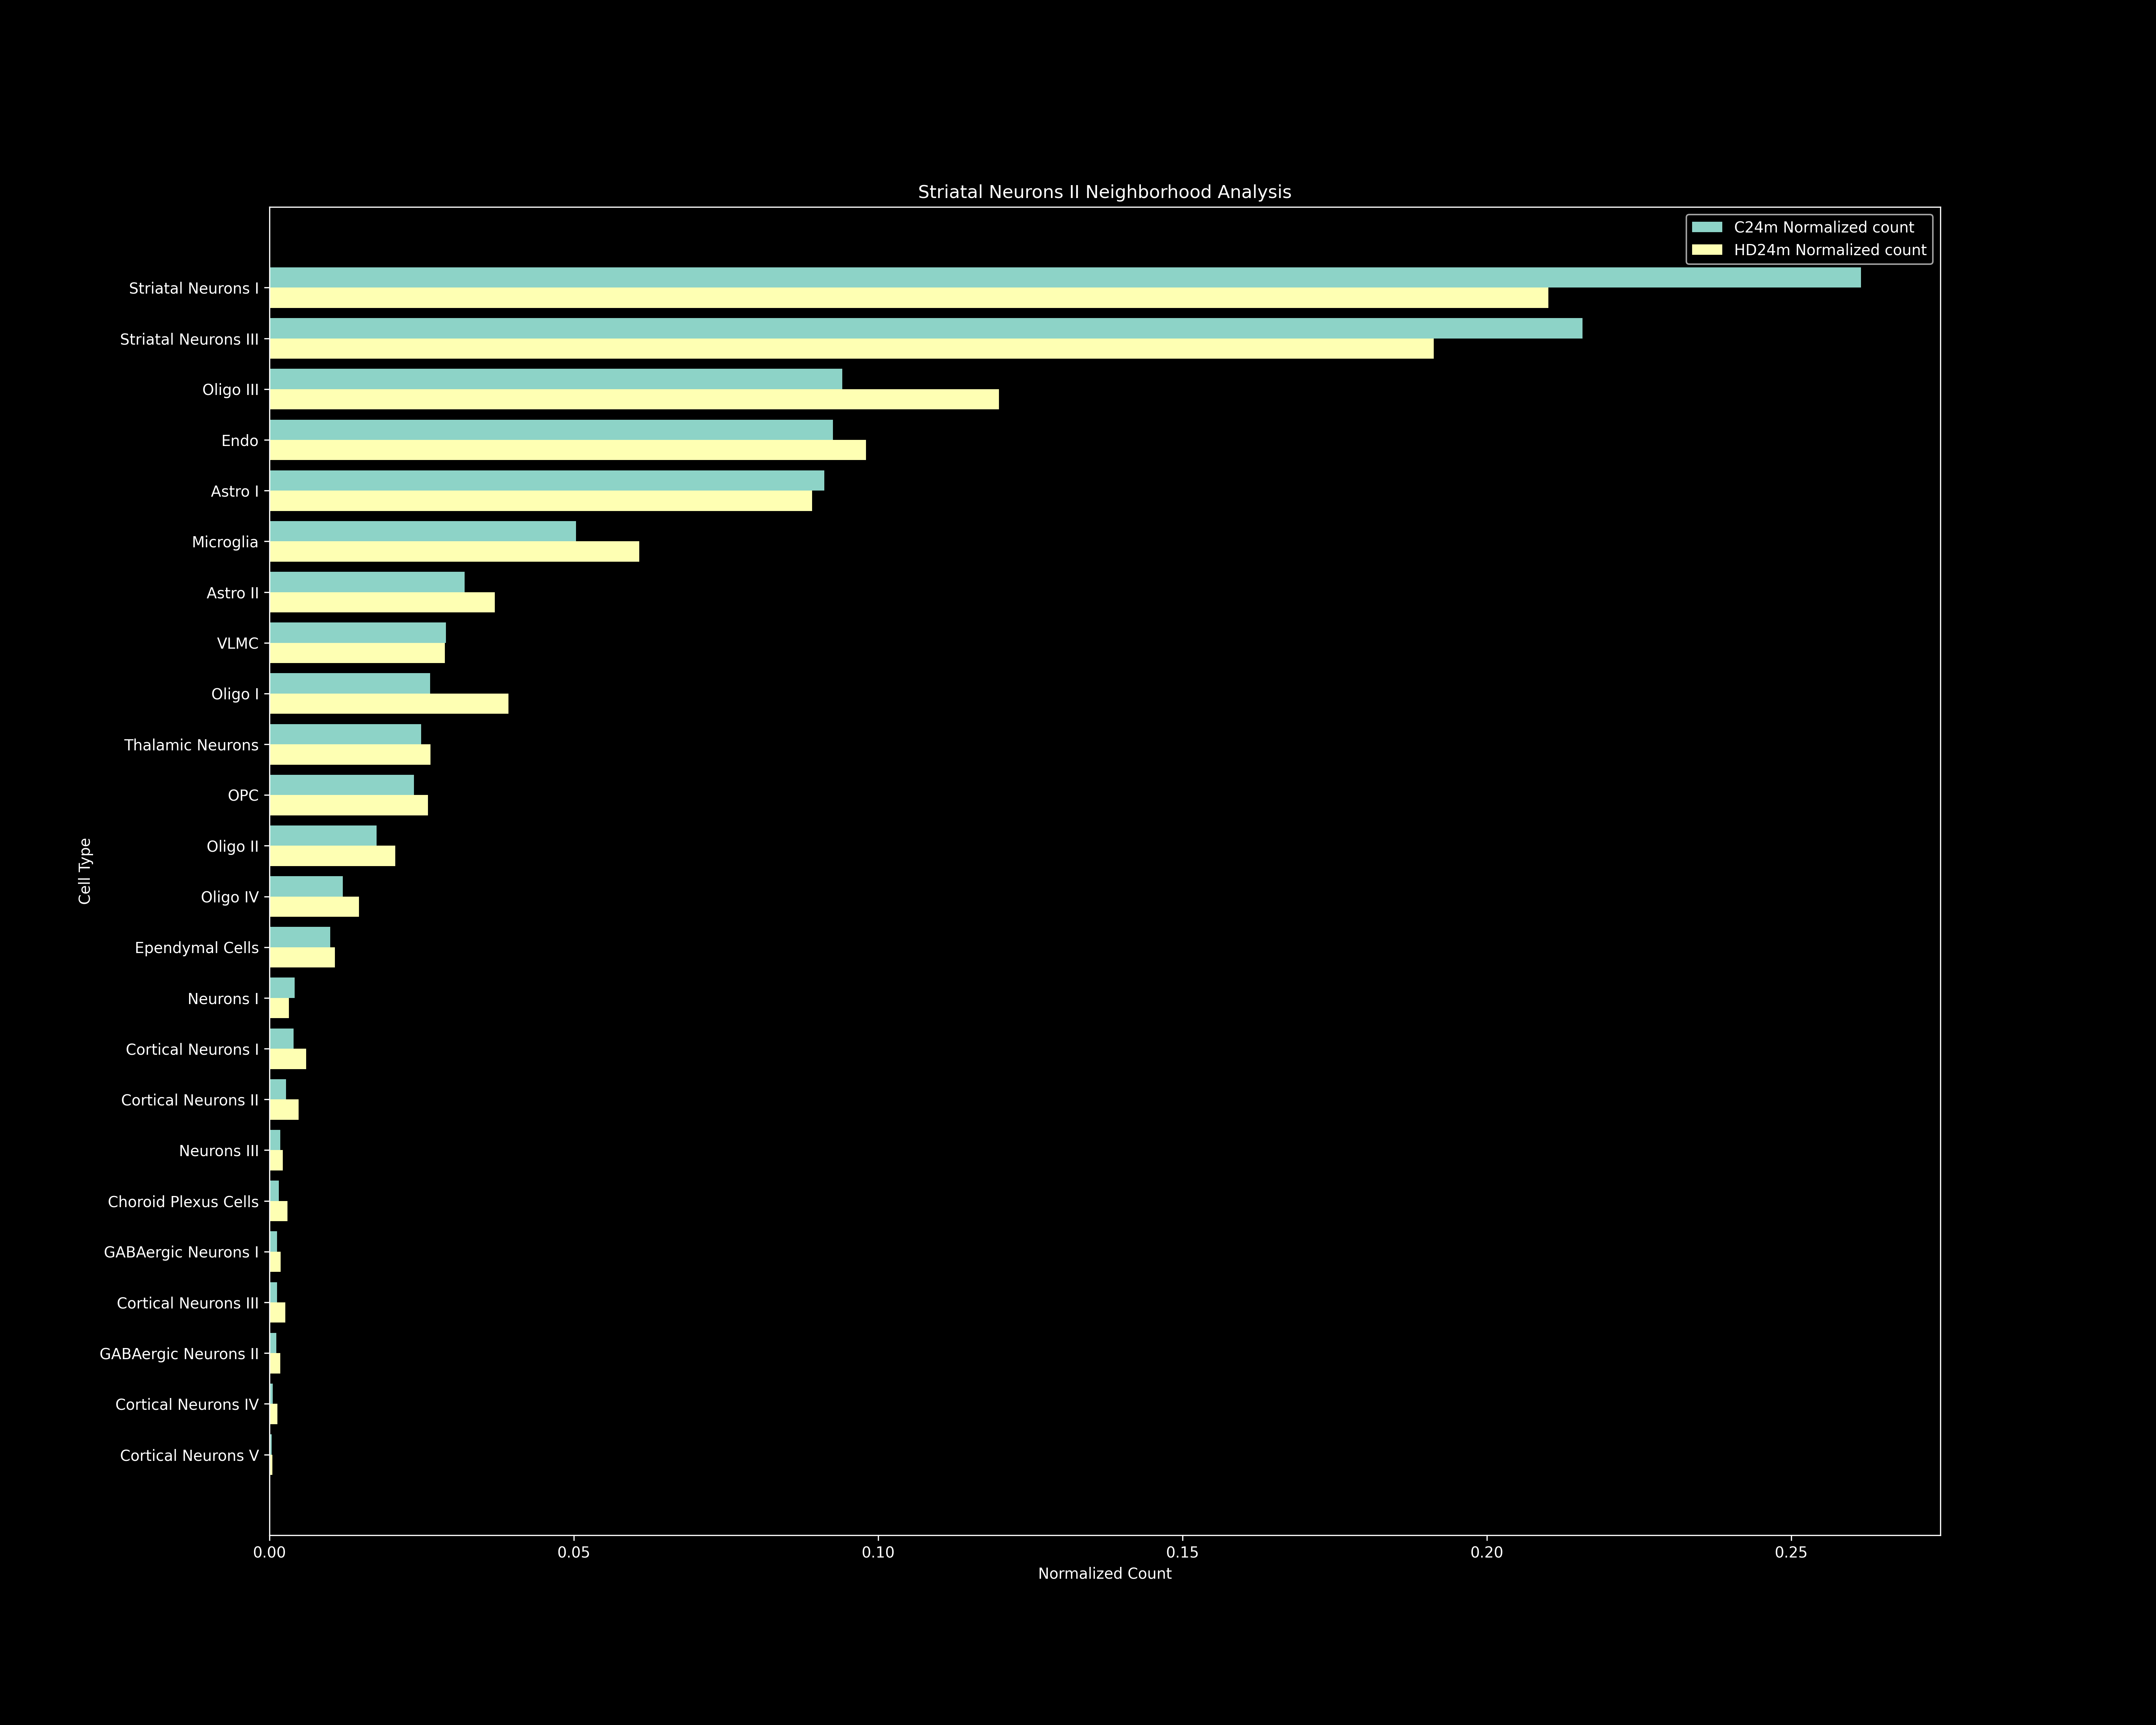 Striatal Neurons II Neighborhood Analysis
C24m Normalized count
HD24m Normalized count
Striatal Neurons I
Striatal Neurons III
Oligo III
Endo
Astro I
Microglia
Astro II
VLMC
Oligo I
Thalamic Neurons
OPC
Oligo II
Oligo IV
Ependymal Cells
Neurons I
Cortical Neurons I
Cortical Neurons II
Neurons III
Choroid Plexus Cells
GABAergic Neurons I
Cortical Neurons III
GABAergic Neurons II
Cortical Neurons IV
Cortical Neurons V
Cell Type
0.00 0.05 0.10 0.15 0.20 0.25
Normalized Count